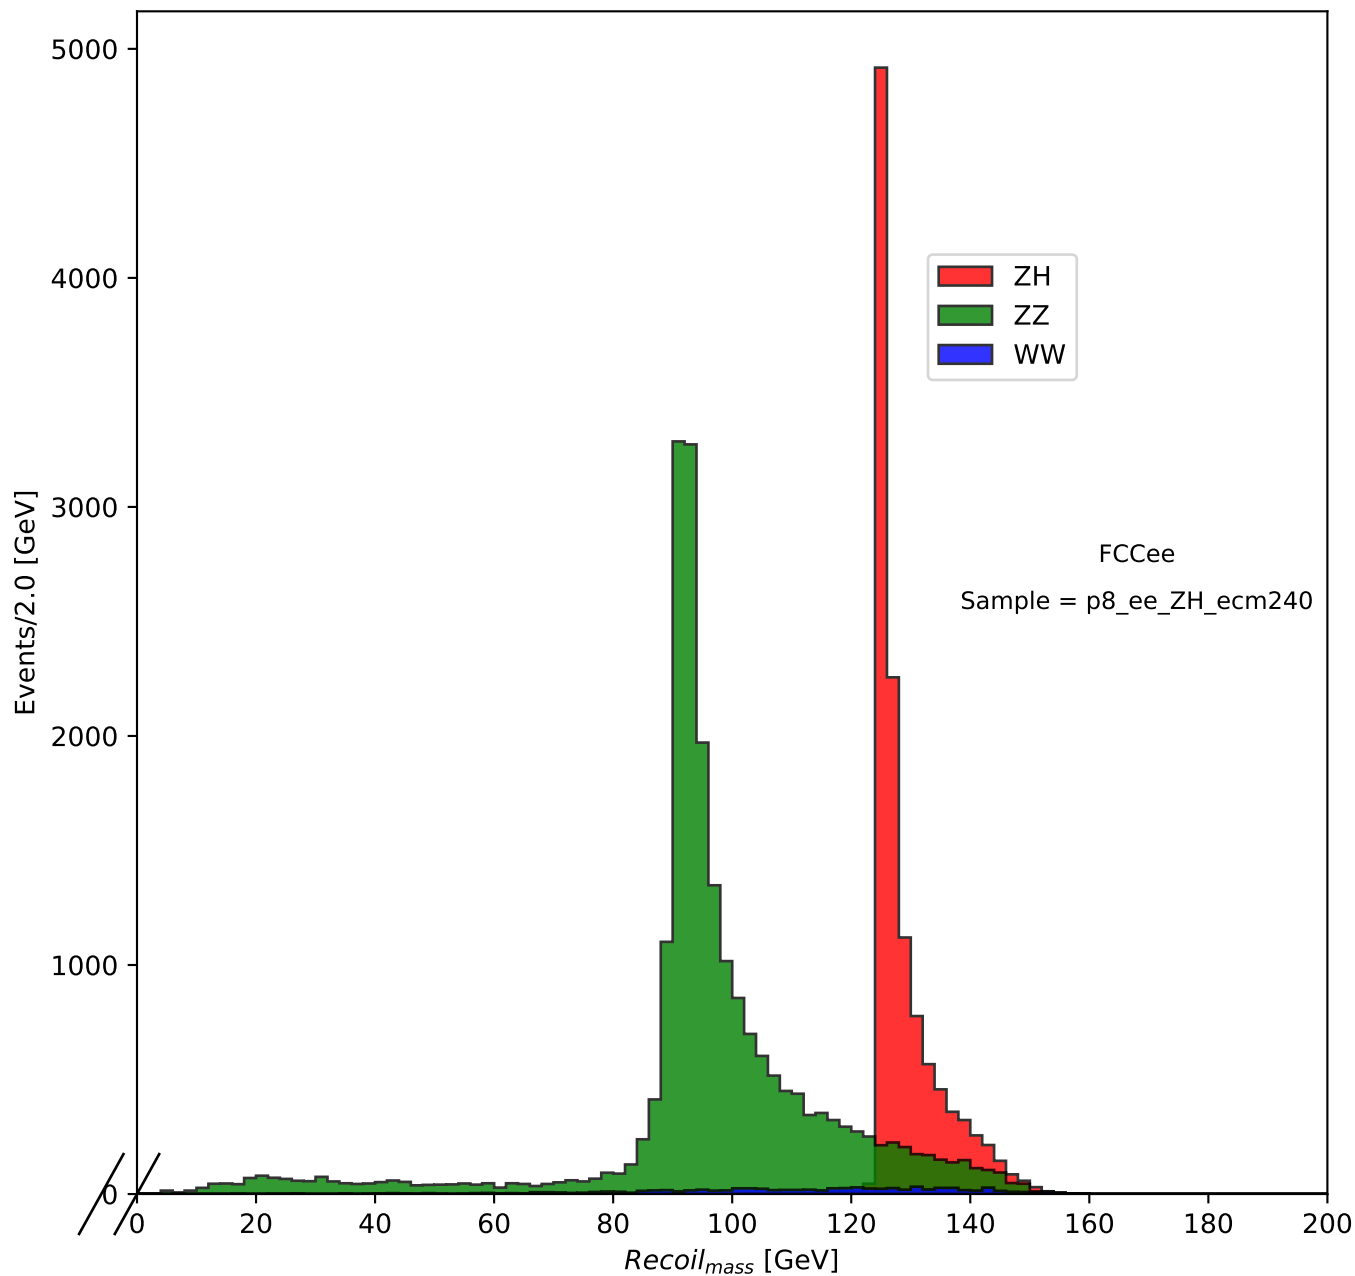 5000
4000
3000
2000
1000
0
Events/2.0 [GeV]
ZH
ZZ
WW
FCCee
Sample = p8_ee_ZH_ecm240
0 20 40 60 80 100 120 140 160 180 200
Recoil_mass [GeV]